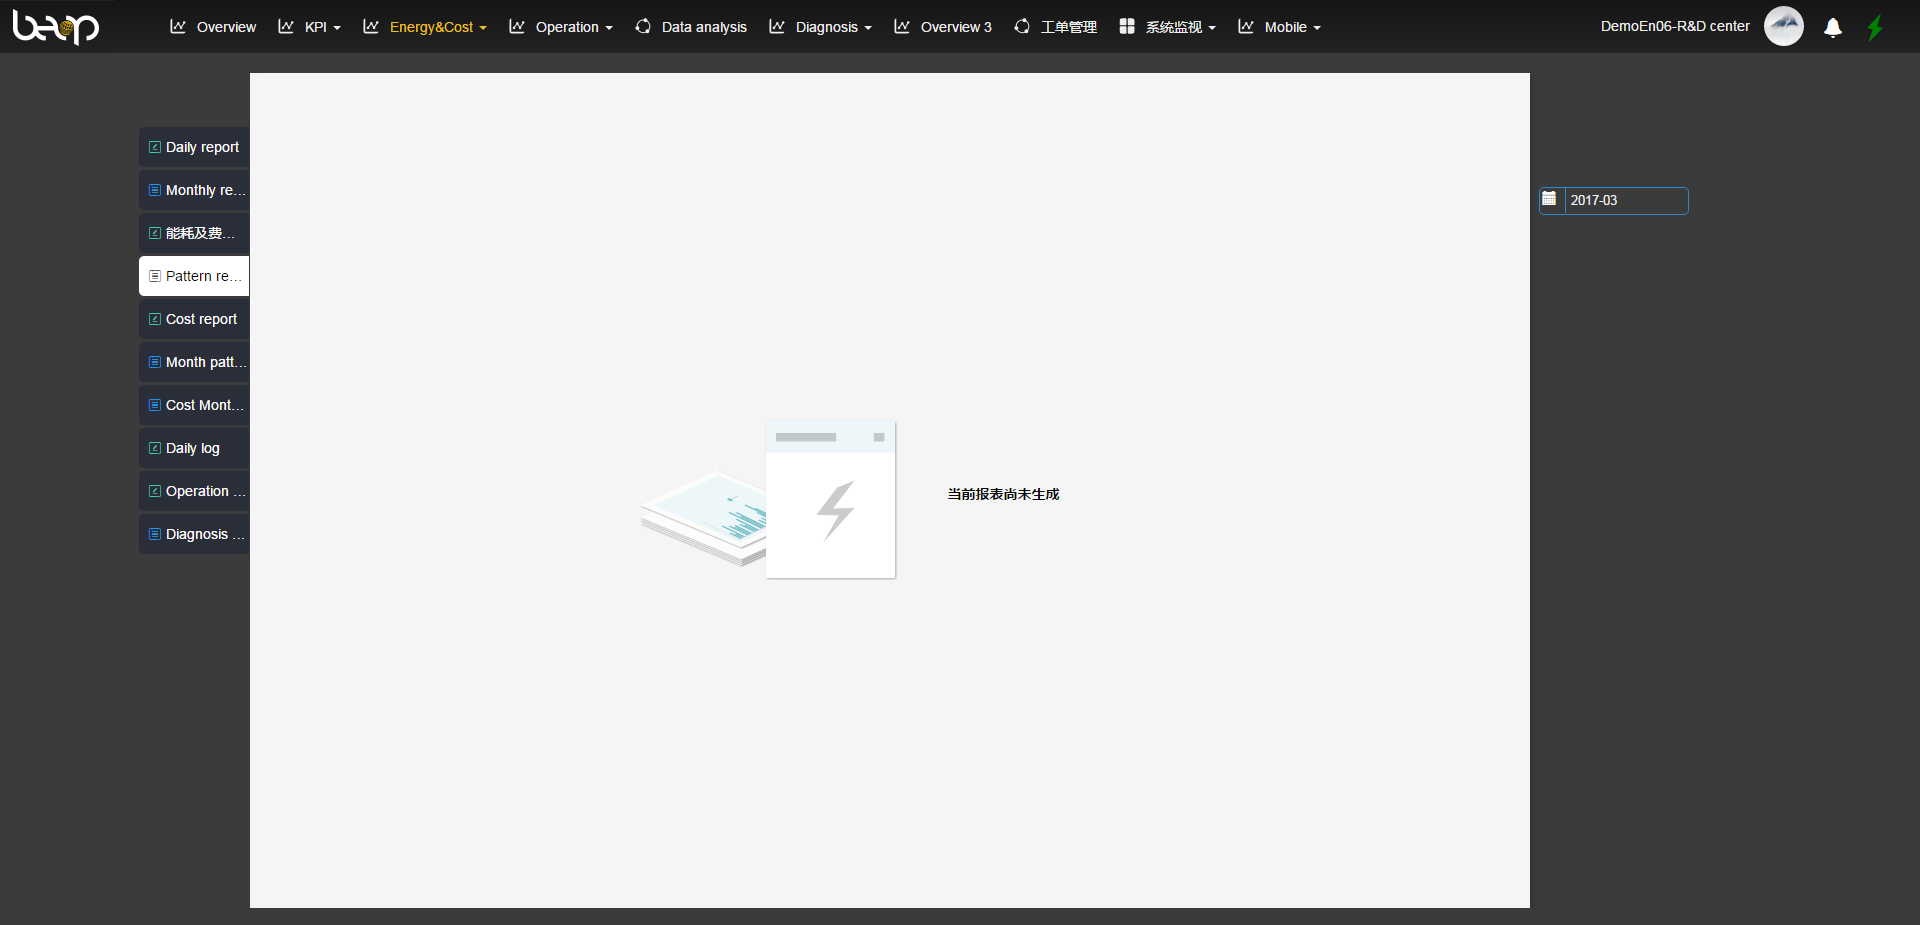 beop
Overview
KPI
Energy&Cost
Operation
Data analysis
Diagnosis
Overview 3
工单管理
系统监视
Mobile
DemoEn06-R&D center
Daily report
Monthly re...
能耗及费...
Pattern re...
Cost report
Month patt...
Cost Mont...
Daily log
Operation ...
Diagnosis ...
2017-03
当前报表尚未生成